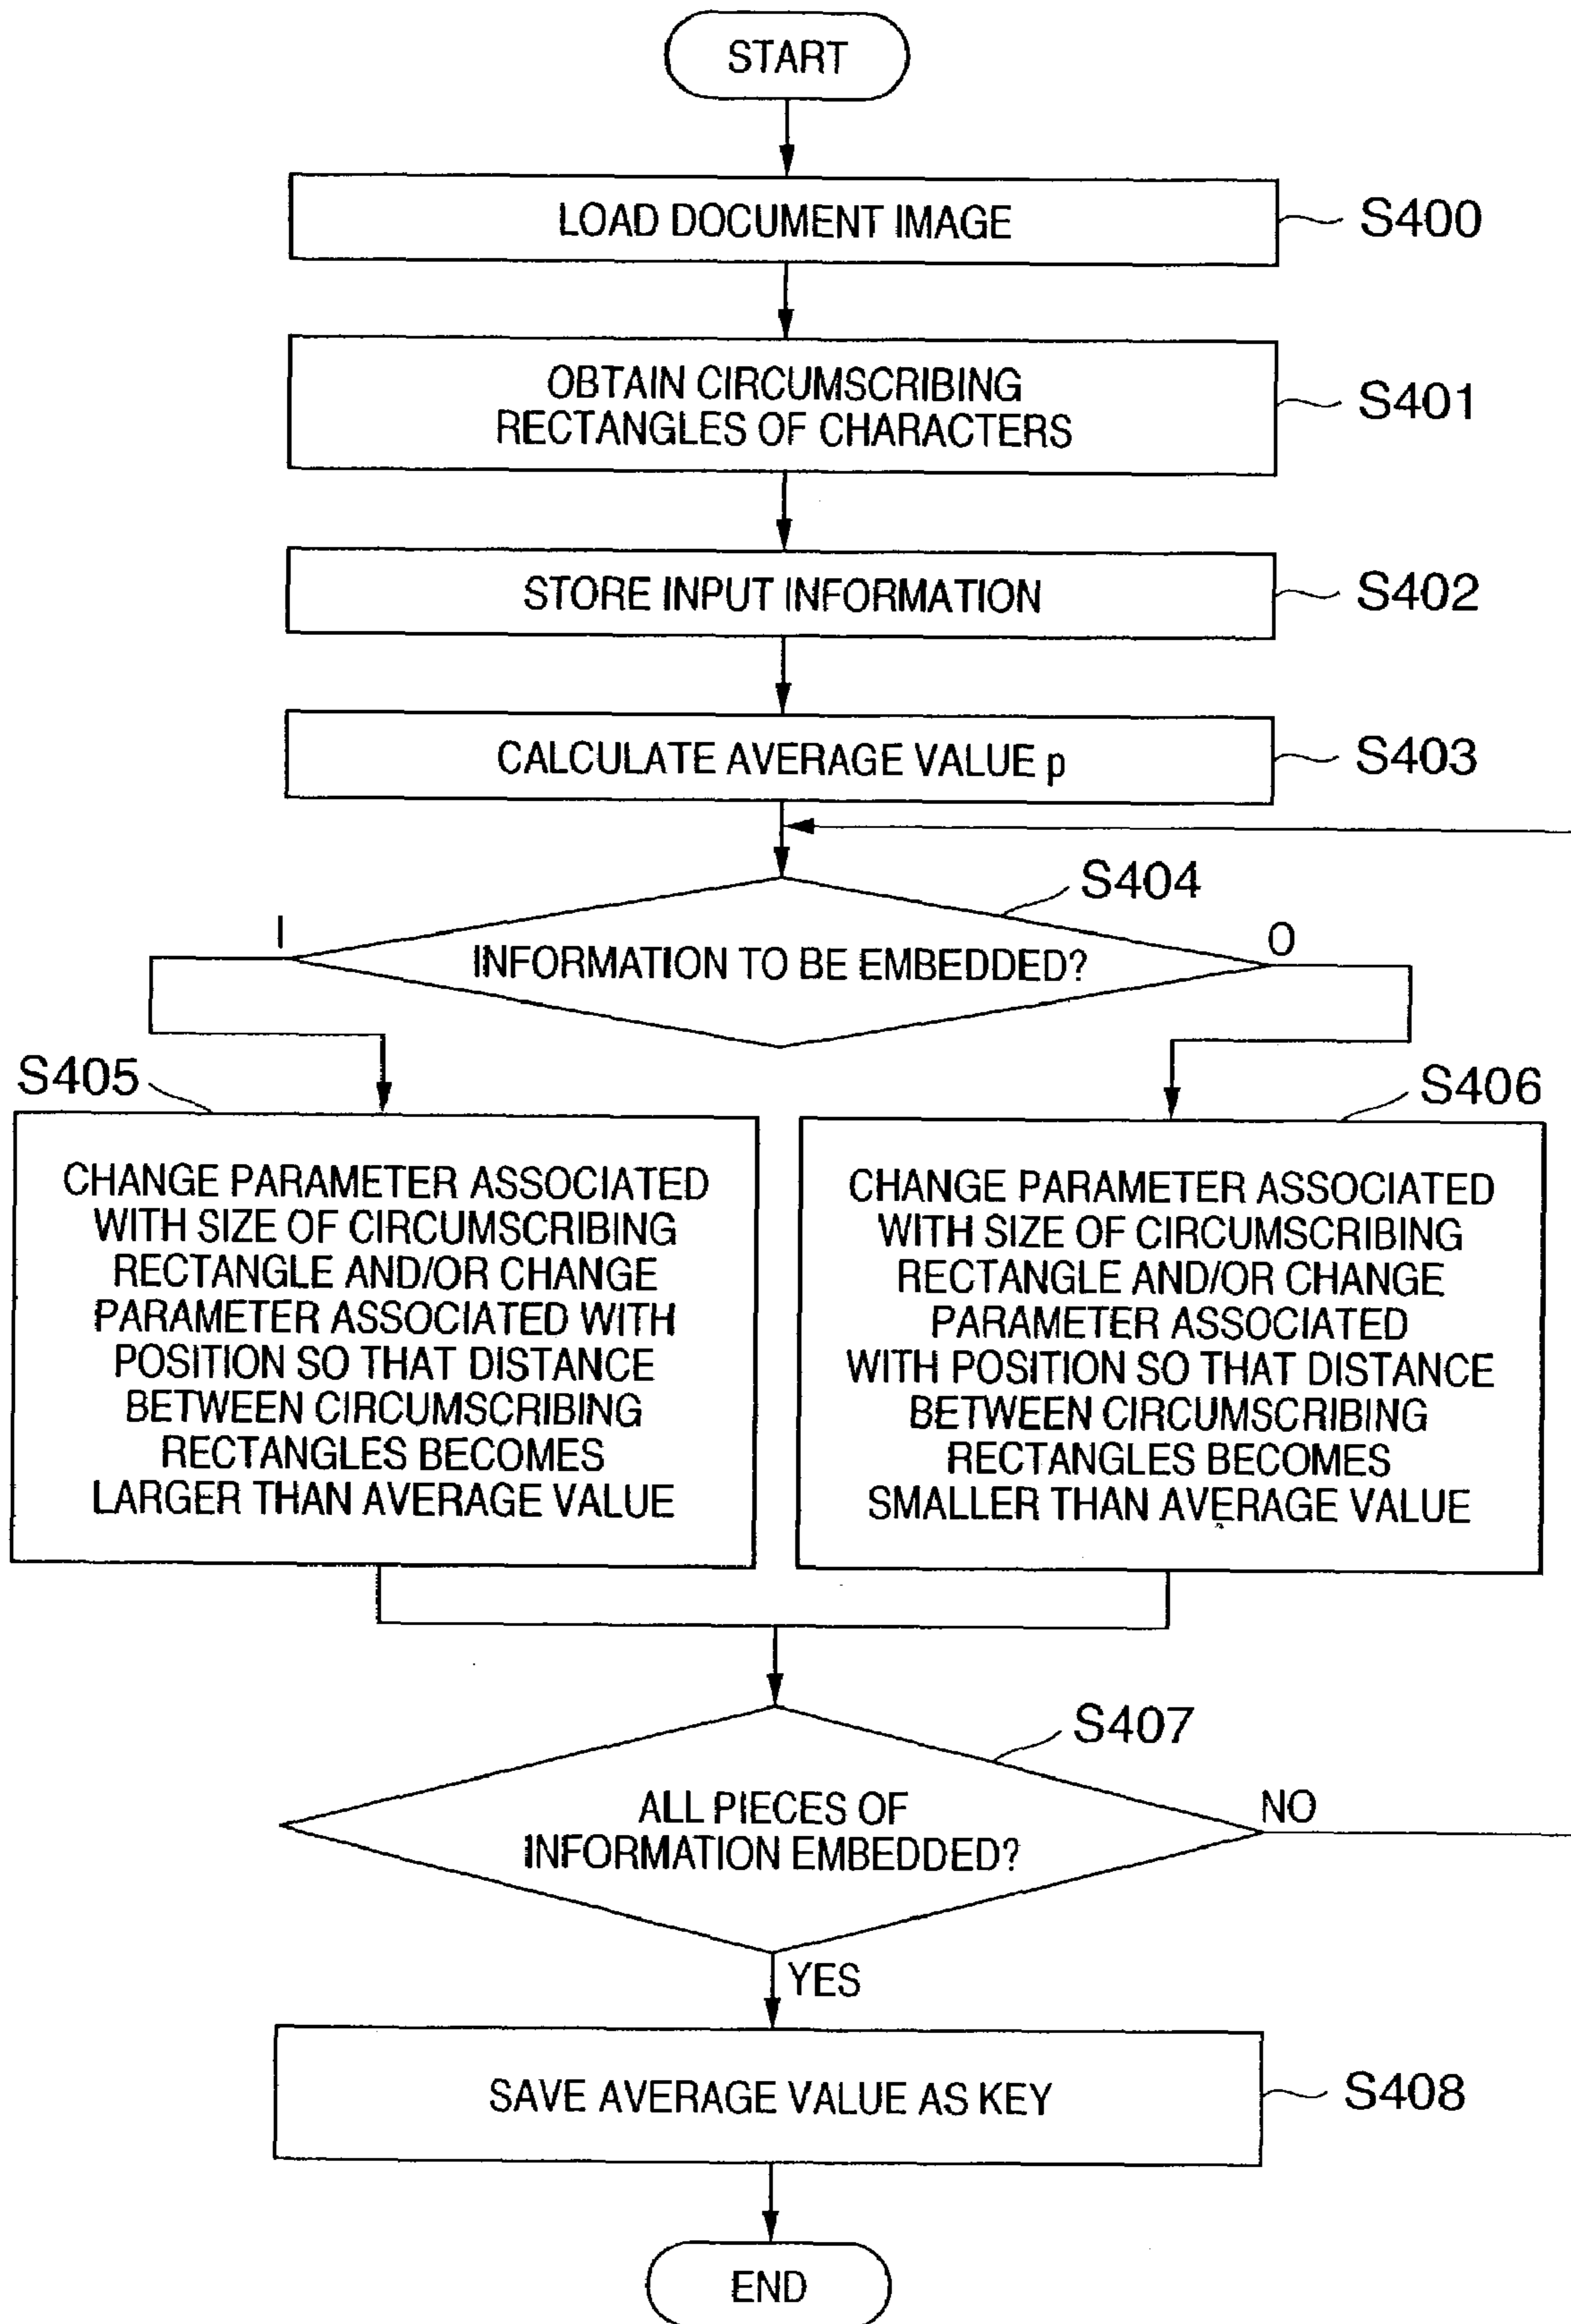 START
LOAD DOCUMENT IMAGE
S400
OBTAIN CIRCUMSCRIBING
RECTANGLES OF CHARACTERS
S401
STORE INPUT INFORMATION
S402
CALCULATE AVERAGE VALUE p
S403
S404
INFORMATION TO BE EMBEDDED?
1
0
S405
CHANGE PARAMETER ASSOCIATED
WITH SIZE OF CIRCUMSCRIBING
RECTANGLE AND/OR CHANGE
PARAMETER ASSOCIATED WITH
POSITION SO THAT DISTANCE
BETWEEN CIRCUMSCRIBING
RECTANGLES BECOMES
LARGER THAN AVERAGE VALUE
S406
CHANGE PARAMETER ASSOCIATED
WITH SIZE OF CIRCUMSCRIBING
RECTANGLE AND/OR CHANGE
PARAMETER ASSOCIATED
WITH POSITION SO THAT DISTANCE
BETWEEN CIRCUMSCRIBING
RECTANGLES BECOMES
SMALLER THAN AVERAGE VALUE
S407
ALL PIECES OF
INFORMATION EMBEDDED?
NO
YES
SAVE AVERAGE VALUE AS KEY
S408
END